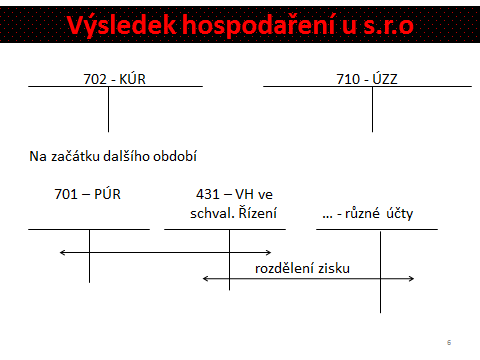 Výsledek hospodaření u s.r.o
702 - KÚR
710 - ÚZZ
Na začátku dalšího období
701 – PÚR
431 – VH ve
schval. Řízení
... - různé účty
rozdělení zisku
6